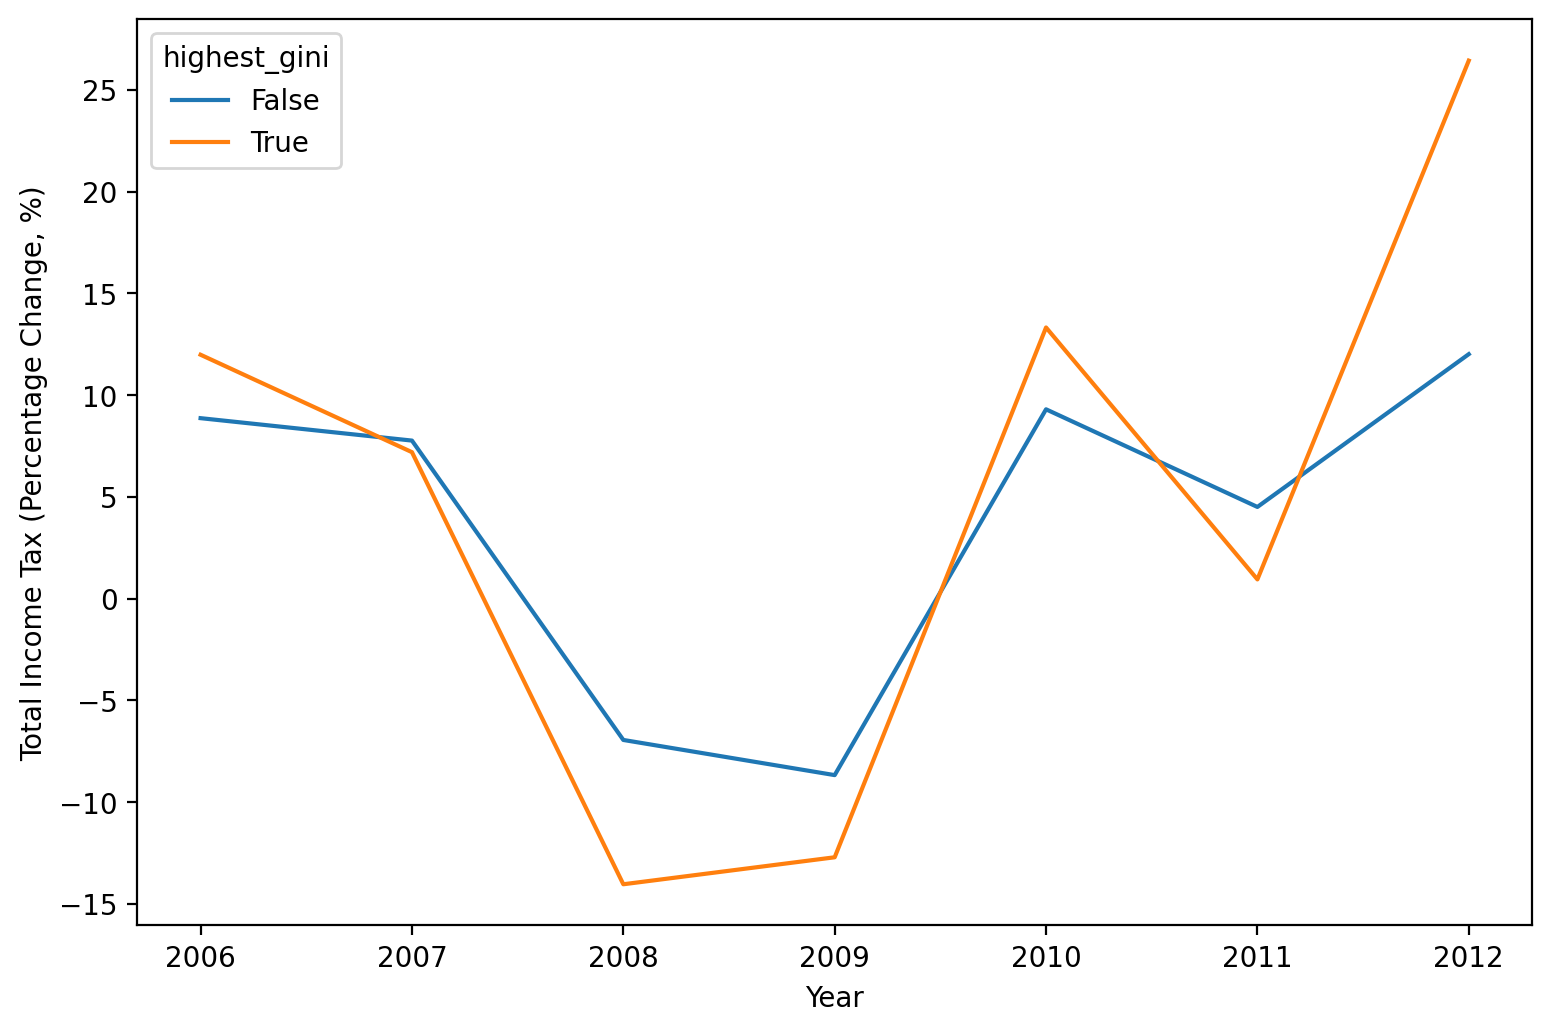 highest_gini
False
True
Total Income Tax (Percentage Change, %)
25
20
15
10
5
0
−5
−10
−15
2006 2007 2008 2009 2010 2011 2012
Year